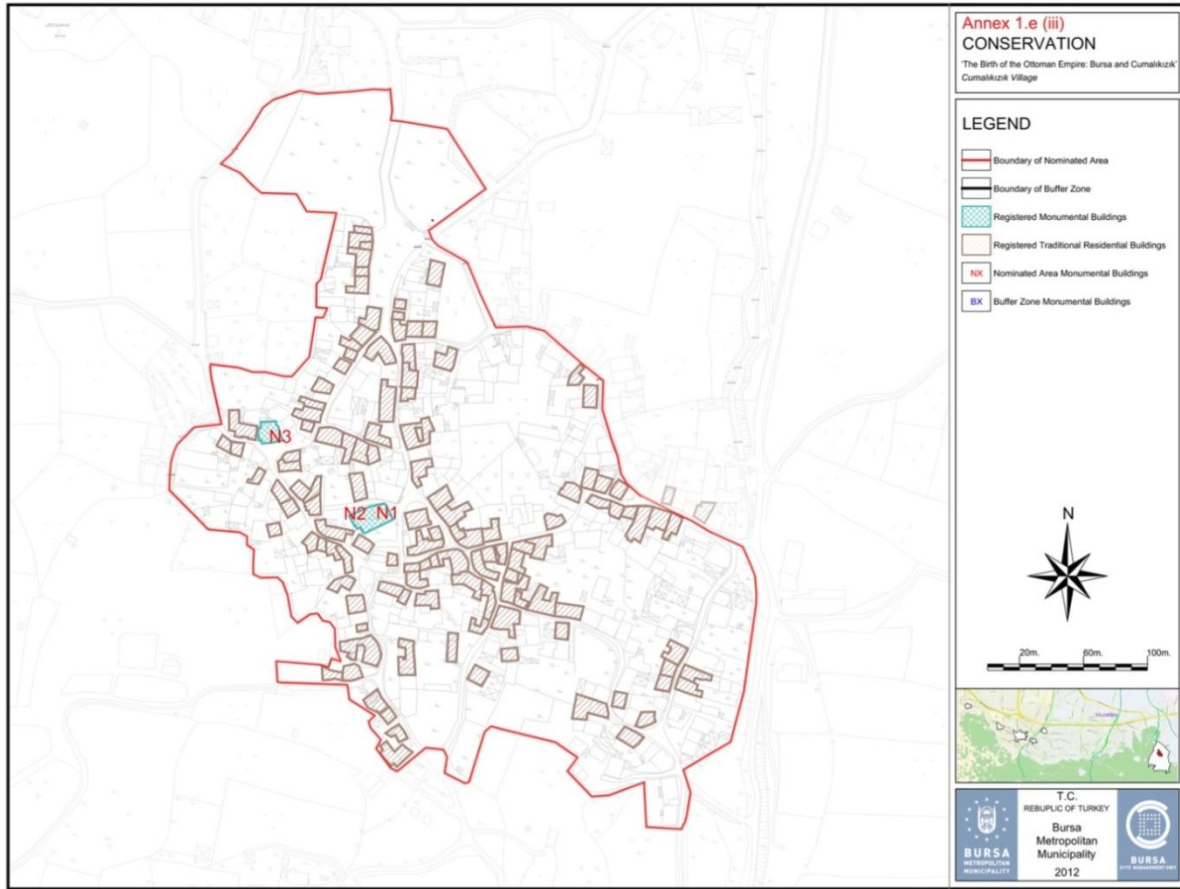 Annex 1.e (iii)
CONSERVATION
'The Birth of the Ottoman Empire: Bursa and Cumalıkızık'
Cumalıkızık Village
LEGEND
Boundary of Nominated Area
Boundary of Buffer Zone
Registered Monumental Buildings
Registered Traditional Residential Buildings
NX Nominated Area Monumental Buildings
BX Buffer Zone Monumental Buildings
N3
N2 N1
N
20m. 60m. 100m.
T.C.
REBUPLIC OF TURKEY
Bursa
Metropolitan
Municipality
2012
BURSA
METROPOLITAN
MUNICIPALITY
BURSA
SITE MANAGEMENT UNIT